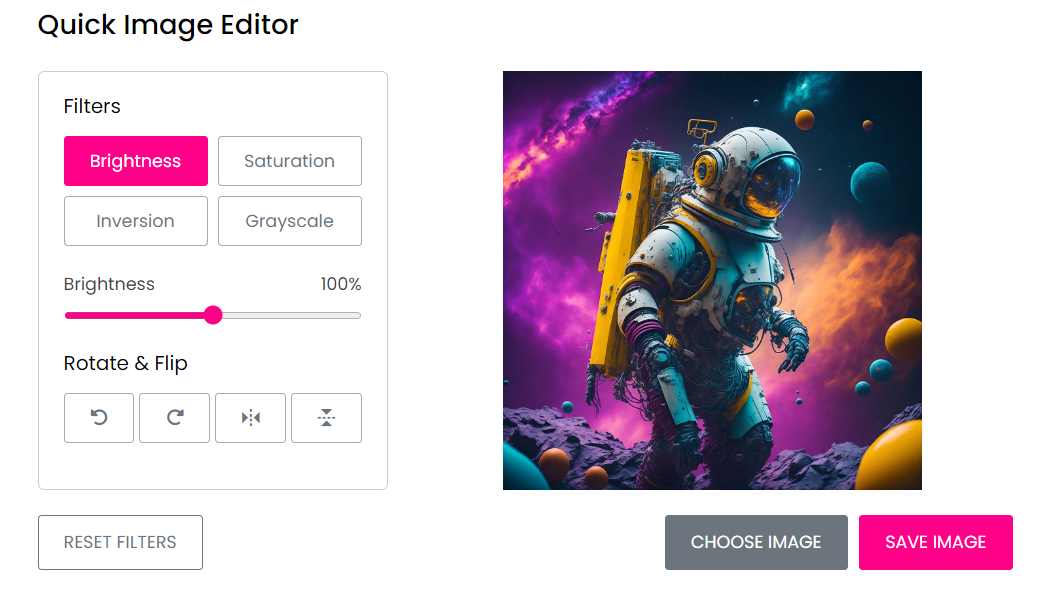 Quick Image Editor
Filters
Brightness Saturation
Inversion Grayscale
Brightness 100%
Rotate & Flip
RESET FILTERS CHOOSE IMAGE SAVE IMAGE